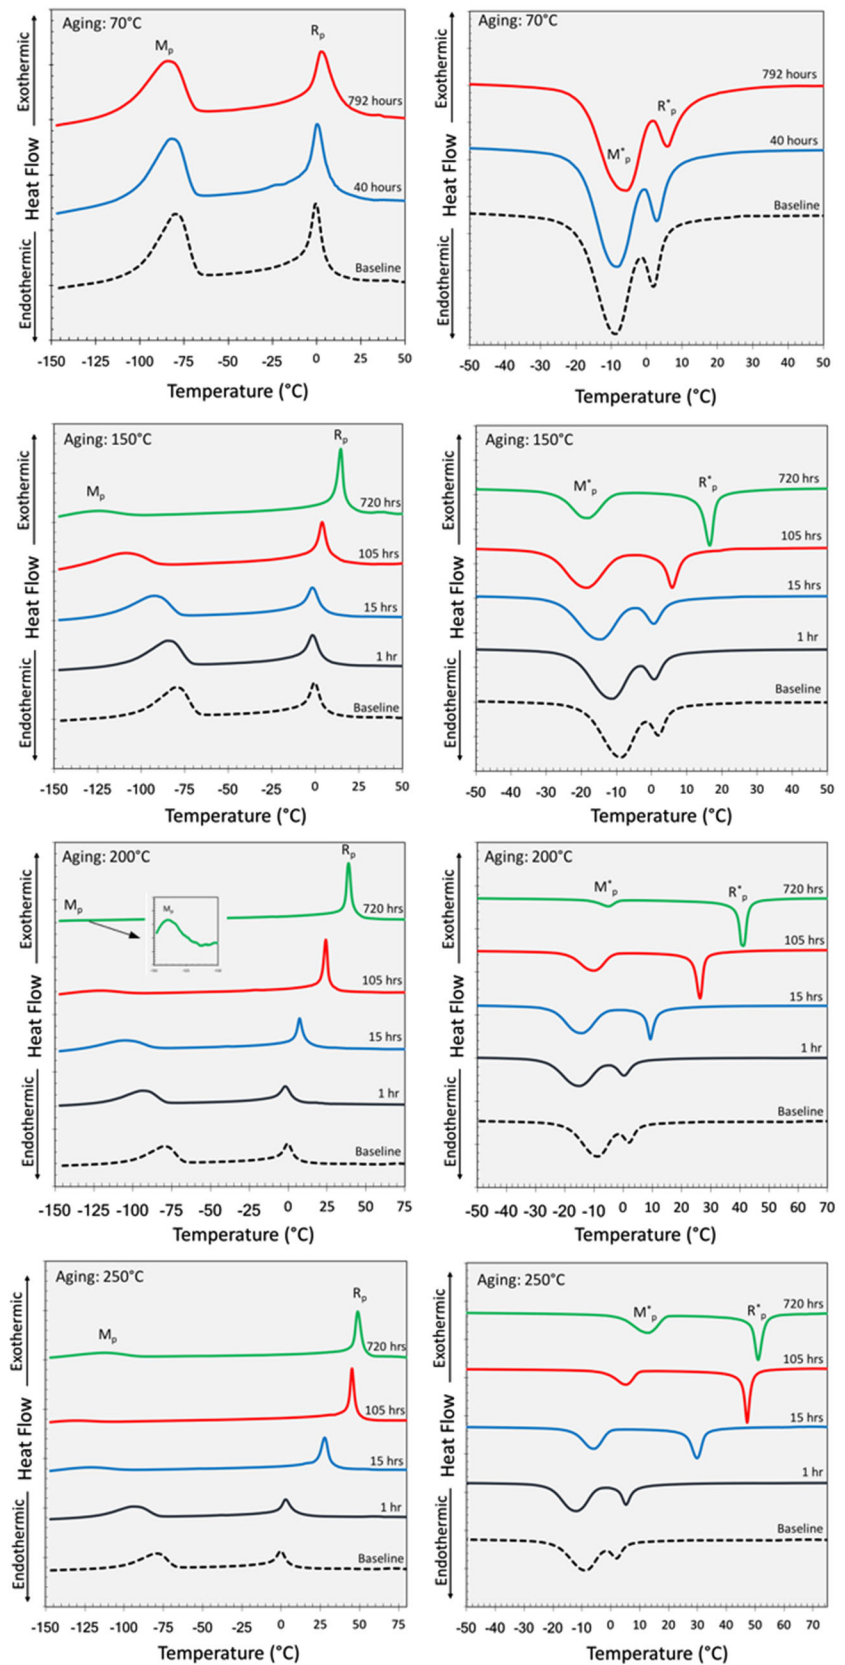 Aging: 70°C
Exothermic
Heat Flow
Endothermic
Mp
Rp
792 hours
40 hours
Baseline
-150 -125 -100 -75 -50 -25 0 25 50
Temperature (°C)
Aging: 70°C
Exothermic
Heat Flow
Endothermic
M*p
R*p
792 hours
40 hours
Baseline
-50 -40 -30 -20 -10 0 10 20 30 40 50
Temperature (°C)
Aging: 150°C
Exothermic
Heat Flow
Endothermic
Mp
Rp
720 hrs
105 hrs
15 hrs
1 hr
Baseline
-150 -125 -100 -75 -50 -25 0 25 50
Temperature (°C)
Aging: 150°C
Exothermic
Heat Flow
Endothermic
M*p
R*p
720 hrs
105 hrs
15 hrs
1 hr
Baseline
-50 -40 -30 -20 -10 0 10 20 30 40 50
Temperature (°C)
Aging: 200°C
Exothermic
Heat Flow
Endothermic
Mp
Mp
Rp
720 hrs
105 hrs
15 hrs
1 hr
Baseline
-150 -125 -100 -75 -50 -25 0 25 50 75
Temperature (°C)
Aging: 200°C
Exothermic
Heat Flow
Endothermic
M*p
R*p
720 hrs
105 hrs
15 hrs
1 hr
Baseline
-50 -40 -30 -20 -10 0 10 20 30 40 50 60 70
Temperature (°C)
Aging: 250°C
Exothermic
Heat Flow
Endothermic
Mp
Rp
720 hrs
105 hrs
15 hrs
1 hr
Baseline
-150 -125 -100 -75 -50 -25 0 25 50 75
Temperature (°C)
Aging: 250°C
Exothermic
Heat Flow
Endothermic
M*p
R*p
720 hrs
105 hrs
15 hrs
1 hr
Baseline
-50 -40 -30 -20 -10 0 10 20 30 40 50 60 70
Temperature (°C)